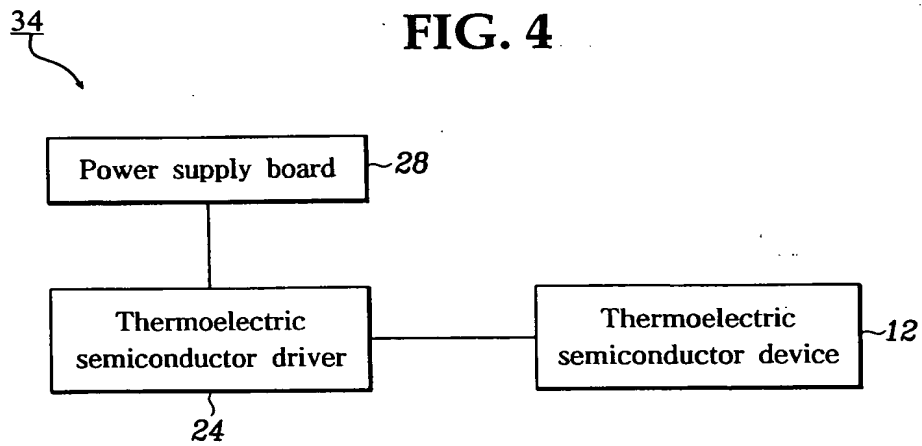 34
FIG. 4
Power supply board
28
Thermoelectric
semiconductor driver
24
Thermoelectric
semiconductor device
12